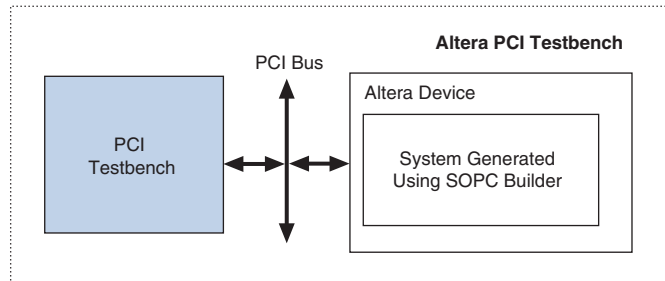 Altera PCI Testbench
PCI Bus
PCI
Testbench
Altera Device
System Generated
Using SOPC Builder